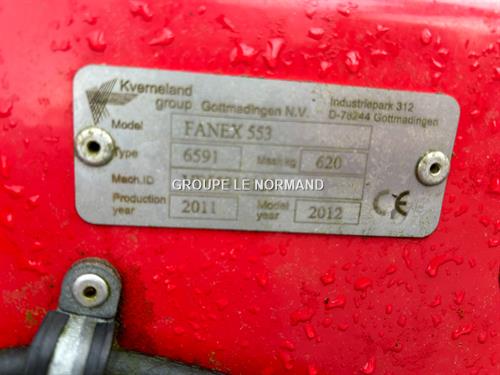 Kverneland
group Gottmadingen N.V.
Industriepark 312
D-78244 Gottmadingen
Model FANEX 553
Type 6591 Mass kg 620
Mach.ID
GROUPE LE NORMAND
Production year 2011 Model year 2012 CE